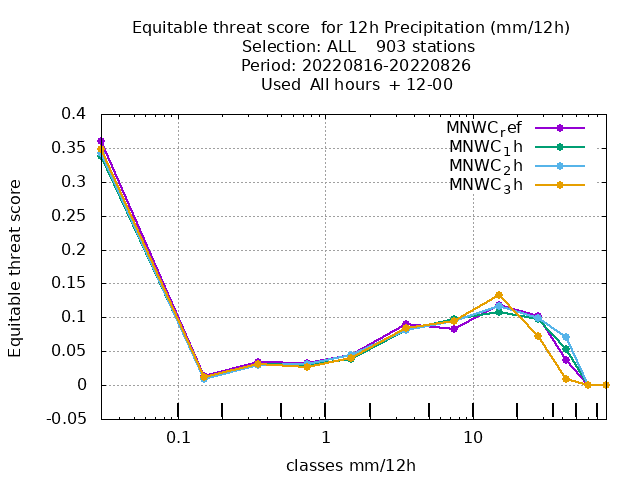 Equitable threat score  for 12h Precipitation (mm/12h)
Selection: ALL    903 stations
Period: 20220816-20220826
Used  All hours  + 12-00
MNWC_ref
MNWC_1h
MNWC_2h
MNWC_3h
0.4
0.35
0.3
0.25
0.2
0.15
0.1
0.05
0
-0.05
Equitable threat score
0.1 1 10
classes mm/12h